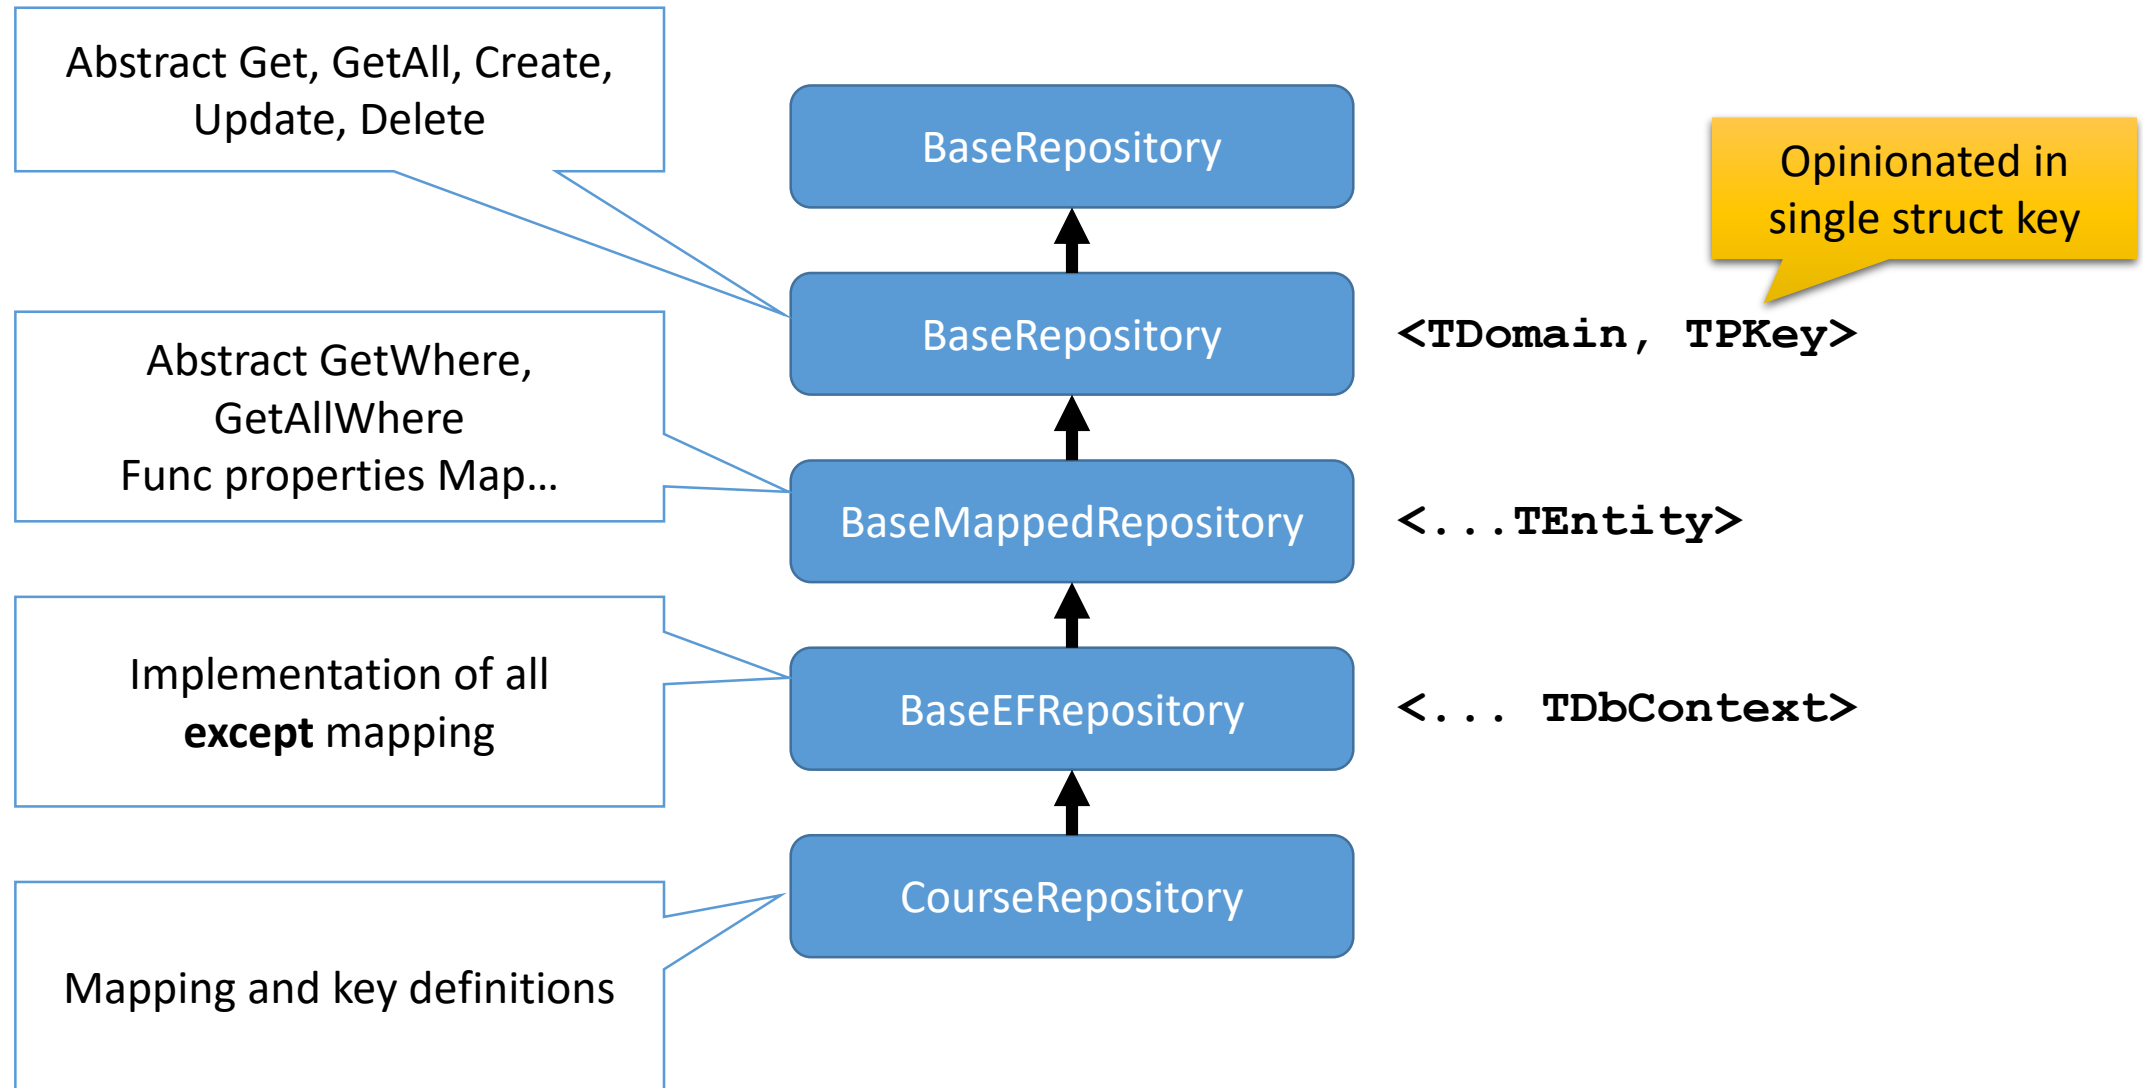 Abstract Get, GetAll, Create,
Update, Delete
BaseRepository
Opinionated in
single struct key
BaseRepository
<TDomain, TPKey>
Abstract GetWhere,
GetAllWhere
Func properties Map…
BaseMappedRepository
<...TEntity>
Implementation of all
except mapping
BaseEFRepository
<... TDbContext>
CourseRepository
Mapping and key definitions